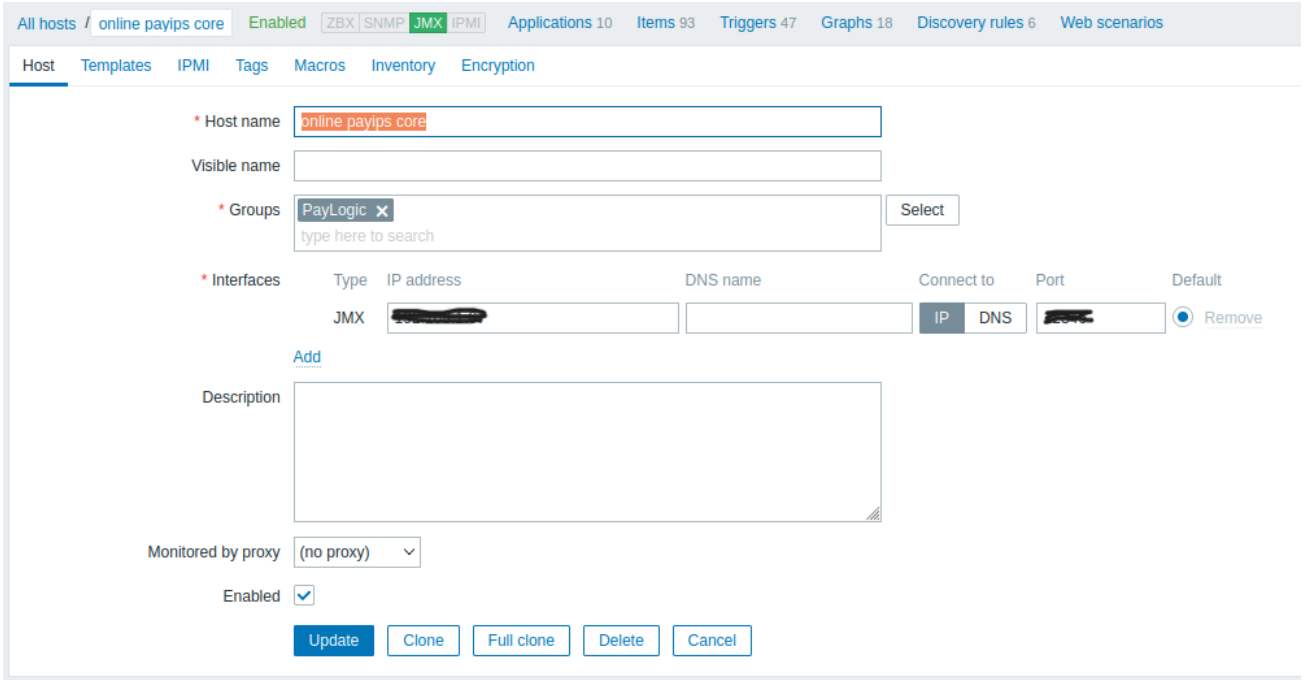 All hosts / online payips core Enabled ZBX SNMP JMX IPMI Applications 10 Items 93 Triggers 47 Graphs 18 Discovery rules 6 Web scenarios
Host Templates IPMI Tags Macros Inventory Encryption
* Host name online payips core
Visible name
* Groups PayLogic × Select
type here to search
* Interfaces Type IP address DNS name Connect to Port Default
JMX IP DNS Remove
Add
Description
Monitored by proxy (no proxy)
Enabled
Update Clone Full clone Delete Cancel